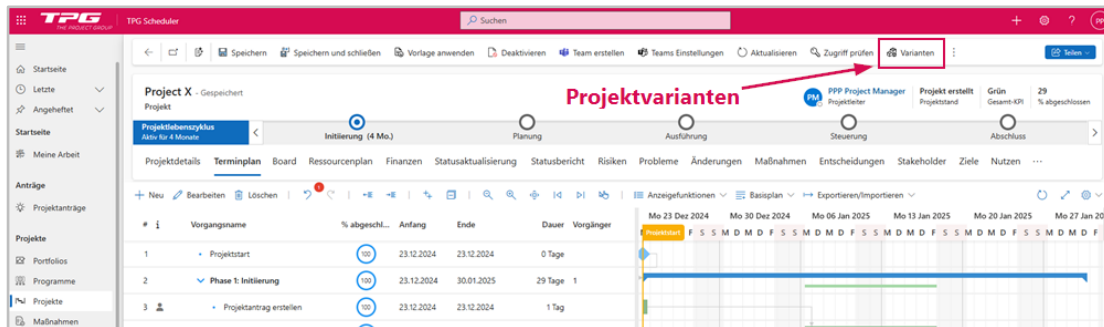 TPG
THE PROJECT GROUP
TPG Scheduler
Suchen
PP
Speichern
Speichern und schließen
Vorlage anwenden
Deaktivieren
Team erstellen
Teams Einstellungen
Aktualisieren
Zugriff prüfen
Varianten
Teilen
Startseite
Letzte
Angeheftet
Startseite
Meine Arbeit
Anträge
Projektanträge
Projekte
Portfolios
Programme
Projekte
Maßnahmen
Project X - Gespeichert
Projekt
Projektvarianten
PM
PPP Project Manager
Projektleiter
Projekt erstellt
Projektstand
Grün
Gesamt-KPI
29
% abgeschlossen
Projektlebenszyklus
Aktiv für 4 Monate
Initiierung (4 Mo.)
Planung
Ausführung
Steuerung
Abschluss
Projektdetails Terminplan Board Ressourcenplan Finanzen Statusaktualisierung Statusbericht Risiken Probleme Änderungen Maßnahmen Entscheidungen Stakeholder Ziele Nutzen
Neu Bearbeiten Löschen Anzeigefunktionen Basisplan Exportieren/Importieren
# i Vorgangsname % abgeschl... Anfang Ende Dauer Vorgänger
Mo 23 Dez 2024 Mo 30 Dez 2024 Mo 06 Jan 2025 Mo 13 Jan 2025 Mo 20 Jan 2025 Mo 27 Jan 20
Projektstart F S S M D M D F S S M D M D F S S M D M D F S S M D M D F S S M D M D F
1 Projektstart 100 23.12.2024 23.12.2024 0 Tage
2 Phase 1: Initiierung 100 23.12.2024 30.01.2025 29 Tage 1
3 Projektantrag erstellen 100 23.12.2024 23.12.2024 1 Tag